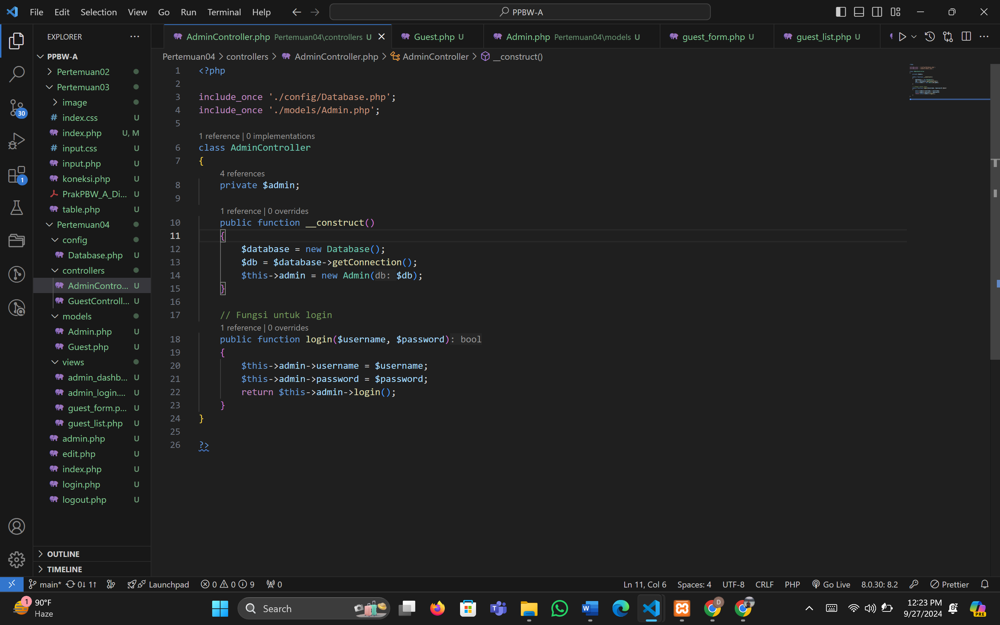 File Edit Selection View Go Run Terminal Help PPBW-A
EXPLORER
AdminController.php Pertemuan04\controllers U Guest.php U Admin.php Pertemuan04\models U guest_form.php U guest_list.php U
Pertemuan04 > controllers > AdminController.php > AdminController > __construct()
PPBW-A
Pertemuan02
Pertemuan03
image
index.css U
index.php U, M
input.css U
input.php U
koneksi.php U
PrakPBW_A_Di... U
table.php U
Pertemuan04
config
Database.php U
controllers
AdminContro... U
GuestControll... U
models
Admin.php U
Guest.php U
views
admin_dashb... U
admin_login.... U
guest_form.p... U
guest_list.php U
admin.php U
edit.php U
index.php U
login.php U
logout.php U
OUTLINE
TIMELINE
30
1
1 <?php
2
3 include_once './config/Database.php';
4 include_once './models/Admin.php';
5
1 reference | 0 implementations
6 class AdminController
7 {
4 references
8 private $admin;
9
1 reference | 0 overrides
10 public function __construct()
11 {
12 $database = new Database();
13 $db = $database->getConnection();
14 $this->admin = new Admin(db: $db);
15 }
16
17 // Fungsi untuk login
1 reference | 0 overrides
18 public function login($username, $password): bool
19 {
20 $this->admin->username = $username;
21 $this->admin->password = $password;
22 return $this->admin->login();
23 }
24 }
25
26 ?>
main* 0↓ 1↑ Launchpad 0 0 9 0 Ln 11, Col 6 Spaces: 4 UTF-8 CRLF PHP Go Live 8.0.30: 8.2 Prettier
1 90°F
Haze
Search
D
12:23 PM
9/27/2024
PRE